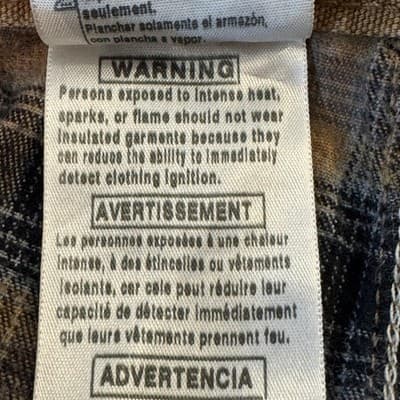 seulement.
Planchar solamente el armazón,
con plancha a vapor.
WARNING
Persons exposed to intense heat,
sparks, or flame should not wear
insulated garments because they
can reduce the ability to immediately
detect clothing ignition.
AVERTISSEMENT
Les personnes exposées à une chaleur
intense, à des étincelles ou vêtements
isolants, car cela peut réduire leur
capacité de détecter immédiatement
que leurs vêtements prennent feu.
ADVERTENCIA